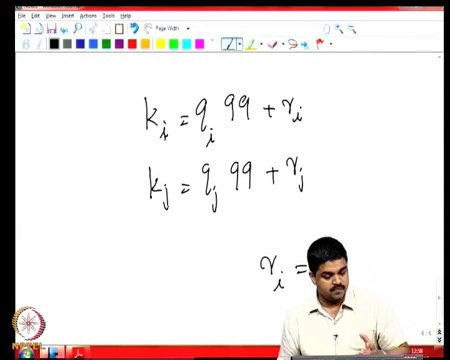 File Edit View Insert Actions Tools Help
Page Width
k_i = q_i 99 + r_i
k_j = q_j 99 + r_j
r_i =
NPTEL
12:58